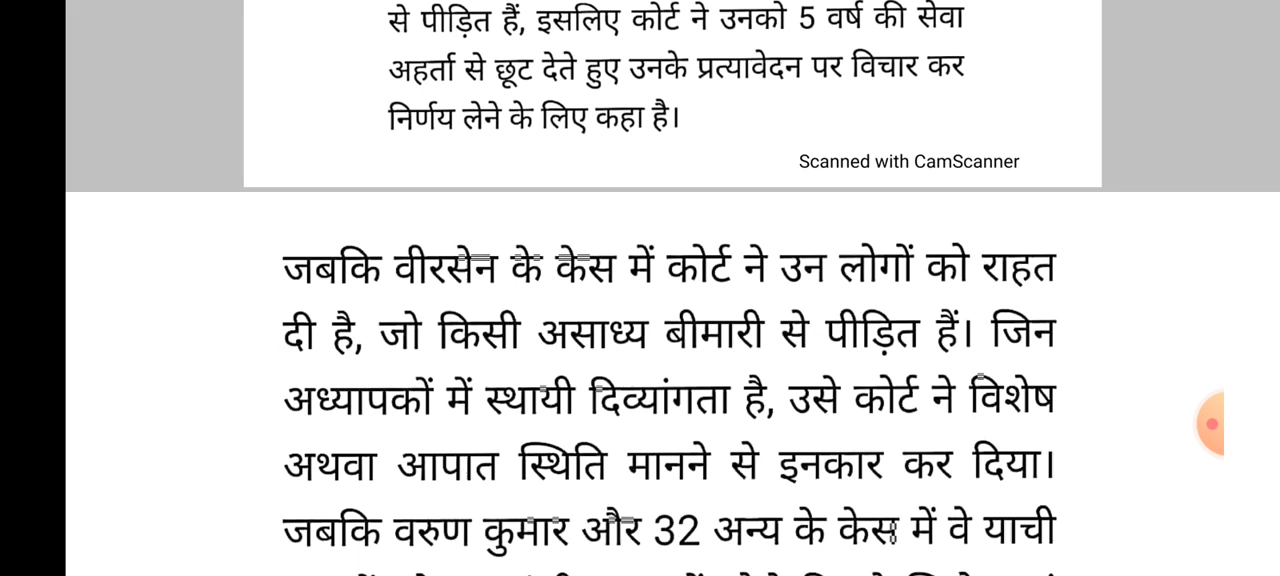 से पीड़ित हैं, इसलिए कोर्ट ने उनको 5 वर्ष की सेवा
अहर्ता से छूट देते हुए उनके प्रत्यावेदन पर विचार कर
निर्णय लेने के लिए कहा है।
Scanned with CamScanner
जबकि वीरसेन के केस में कोर्ट ने उन लोगों को राहत
दी है, जो किसी असाध्य बीमारी से पीड़ित हैं। जिन
अध्यापकों में स्थायी दिव्यांगता है, उसे कोर्ट ने विशेष
अथवा आपात स्थिति मानने से इनकार कर दिया।
जबकि वरुण कुमार और 32 अन्य के केस में वे याची